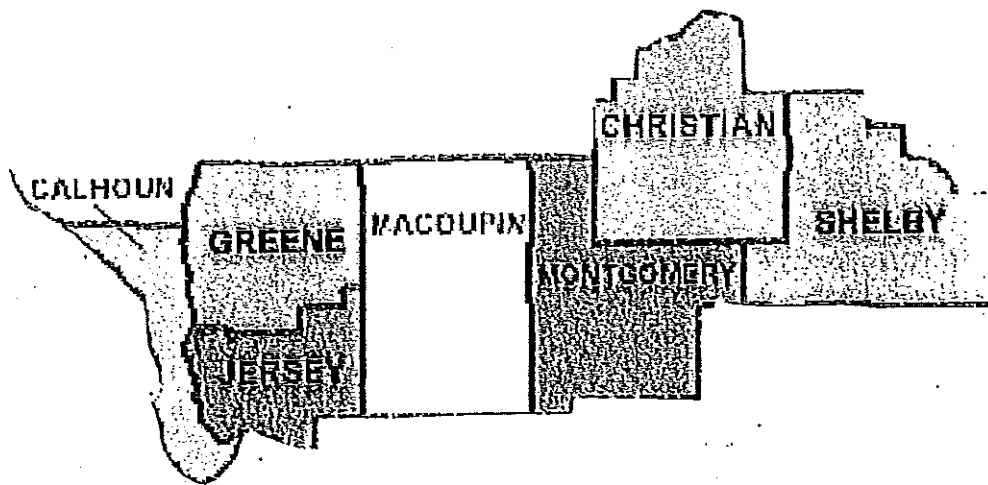 CHRISTIAN
CALHOUN
MACOUPIN
SHELBY
GREENE
MONTGOMERY
JERSEY